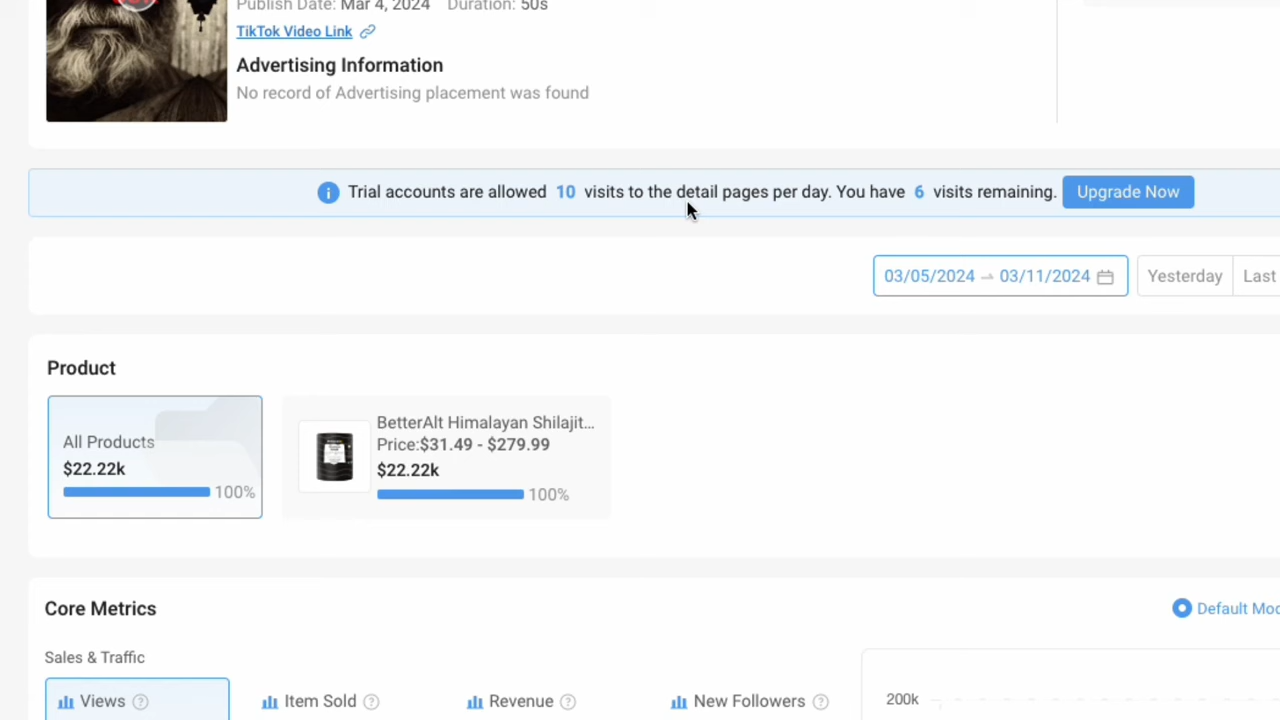 Publish Date: Mar 4, 2024 Duration: 50s
TikTok Video Link
Advertising Information
No record of Advertising placement was found
Trial accounts are allowed 10 visits to the detail pages per day. You have 6 visits remaining. Upgrade Now
03/05/2024 → 03/11/2024 Yesterday Last
Product
All Products
$22.22k
100%
BetterAlt Himalayan Shilajit...
Price:$31.49 - $279.99
$22.22k
100%
Core Metrics
Default Mod
Sales & Traffic
Views
Item Sold
Revenue
New Followers
200k